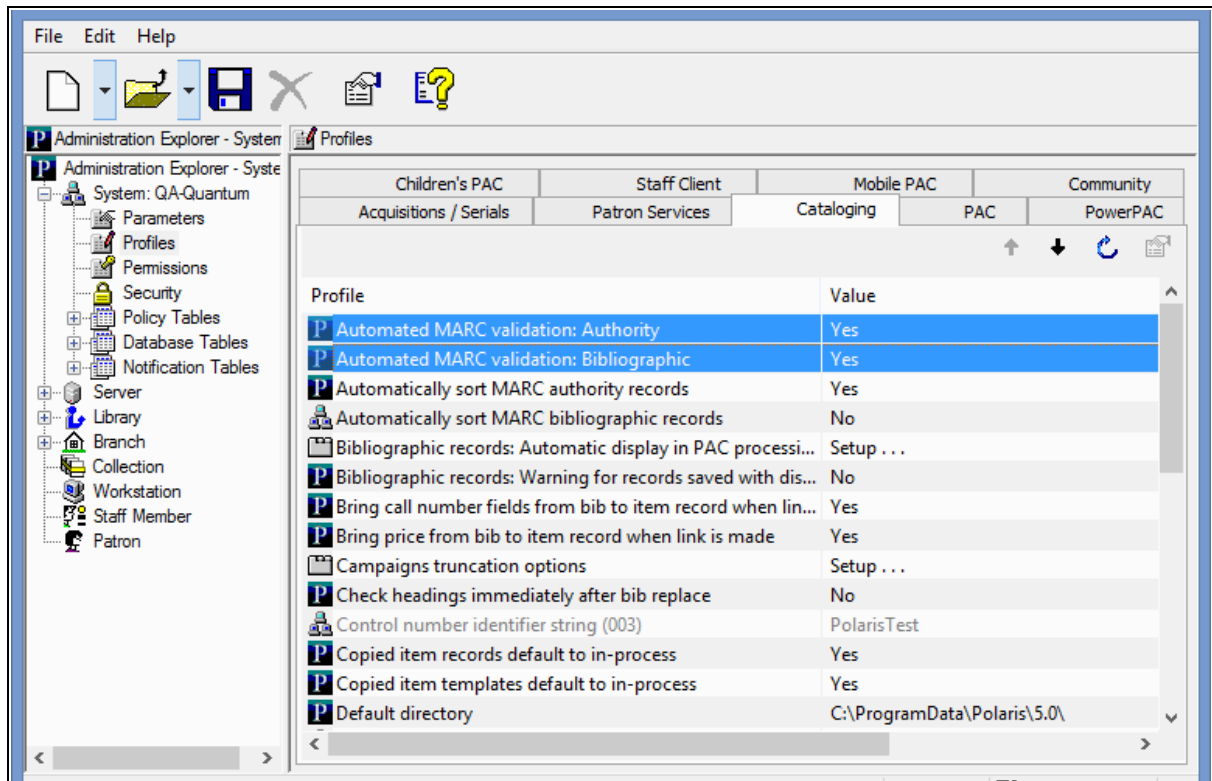 File Edit Help
Administration Explorer - System
Profiles
Administration Explorer - Syste
System: QA-Quantum
Parameters
Profiles
Permissions
Security
Policy Tables
Database Tables
Notification Tables
Server
Library
Branch
Collection
Workstation
Staff Member
Patron
Children's PAC Staff Client Mobile PAC Community
Acquisitions / Serials Patron Services Cataloging PAC PowerPAC
Profile Value
Automated MARC validation: Authority Yes
Automated MARC validation: Bibliographic Yes
Automatically sort MARC authority records Yes
Automatically sort MARC bibliographic records No
Bibliographic records: Automatic display in PAC processi... Setup . . .
Bibliographic records: Warning for records saved with dis... No
Bring call number fields from bib to item record when lin... Yes
Bring price from bib to item record when link is made Yes
Campaigns truncation options Setup . . .
Check headings immediately after bib replace No
Control number identifier string (003) PolarisTest
Copied item records default to in-process Yes
Copied item templates default to in-process Yes
Default directory C:\ProgramData\Polaris\5.0\